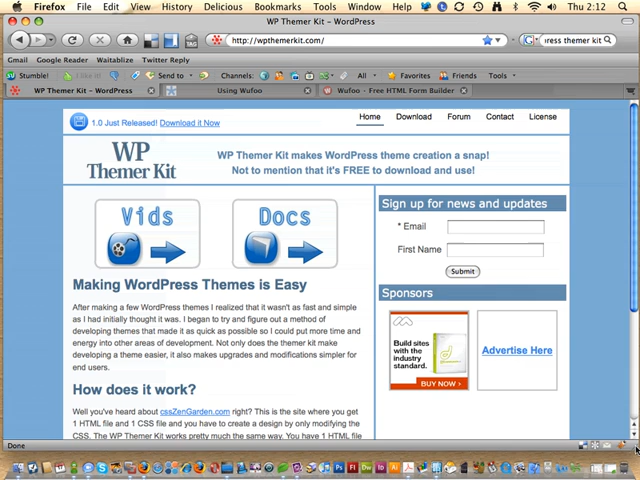 Firefox File Edit View History Delicious Bookmarks Tools Window Help Thu 2:12
WP Themer Kit - WordPress
http://wpthemerkit.com/
press themer kit
Gmail Google Reader Waitablize Twitter Reply
Stumble! I like it! Send to Channels: All Favorites Friends Tools
WP Themer Kit - WordPress Using Wufoo Wufoo - Free HTML Form Builder
1.0 Just Released! Download it Now
Home Download Forum Contact License
WP
Themer Kit
WP Themer Kit makes WordPress theme creation a snap!
Not to mention that it's FREE to download and use!
Vids
Docs
Making WordPress Themes is Easy
After making a few WordPress themes I realized that it wasn't as fast and simple
as I had initially thought it was. I began to try and figure out a method of
developing themes that made it as quick as possible so I could put more time and
energy into other areas of development. Not only does the themer kit make
developing a theme easier, it also makes upgrades and modifications simpler for
end users.
How does it work?
Well you've heard about cssZenGarden.com right? This is the site where you get
1 HTML file and 1 CSS file and you have to create a design by only modifying the
CSS. The WP Themer Kit works pretty much the same way. You have 1 HTML file
Sign up for news and updates
* Email
First Name
Submit
Sponsors
Build sites
with the
industry
standard.
BUY NOW
Advertise Here
Done